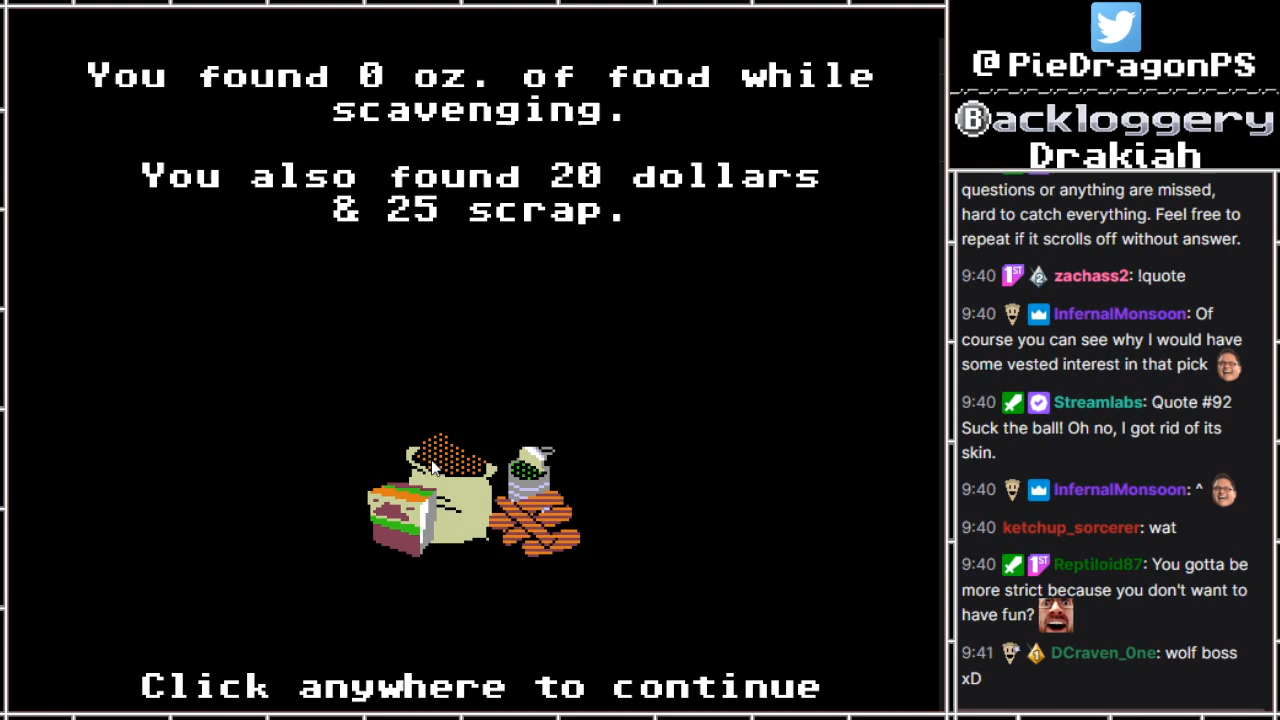 You found 0 oz. of food while
scavenging.
You also found 20 dollars
& 25 scrap.
Click anywhere to continue
@PieDragonPS
Backloggery
Drakiah
questions or anything are missed,
hard to catch everything. Feel free to
repeat if it scrolls off without answer.
9:40 1ST 2 zachass2: !quote
9:40 InfernalMonsoon: Of
course you can see why I would have
some vested interest in that pick
9:40 Streamlabs: Quote #92
Suck the ball! Oh no, I got rid of its
skin.
9:40 InfernalMonsoon: ^
9:40 ketchup_sorcerer: wat
9:40 1ST Reptiloid87: You gotta be
more strict because you don't want to
have fun?
9:41 1 DCraven_0ne: wolf boss
xD